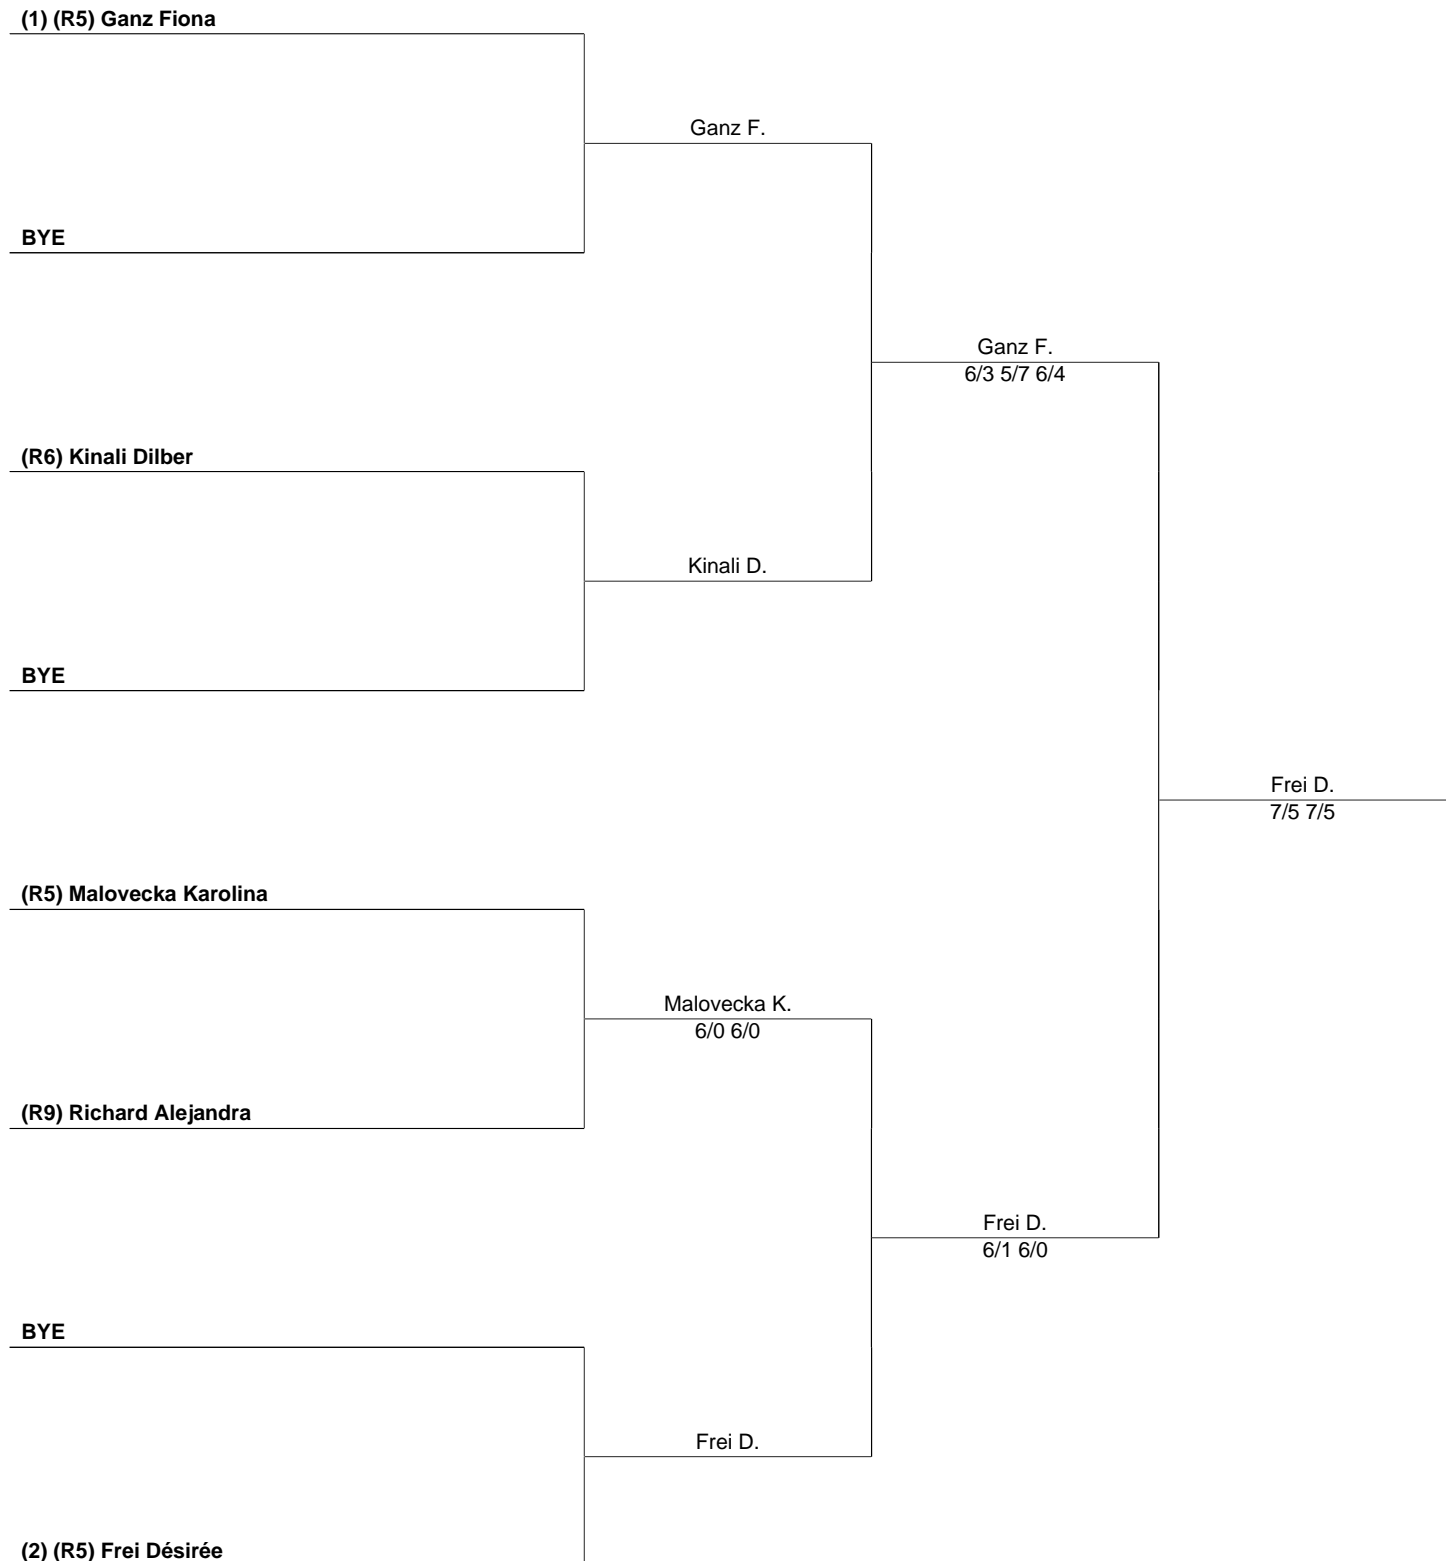 (1) (R5) Ganz Fiona
Ganz F.
BYE
Ganz F.
6/3 5/7 6/4
(R6) Kinali Dilber
Kinali D.
BYE
Frei D.
7/5 7/5
(R5) Malovecka Karolina
Malovecka K.
6/0 6/0
(R9) Richard Alejandra
Frei D.
6/1 6/0
BYE
Frei D.
(2) (R5) Frei Désirée